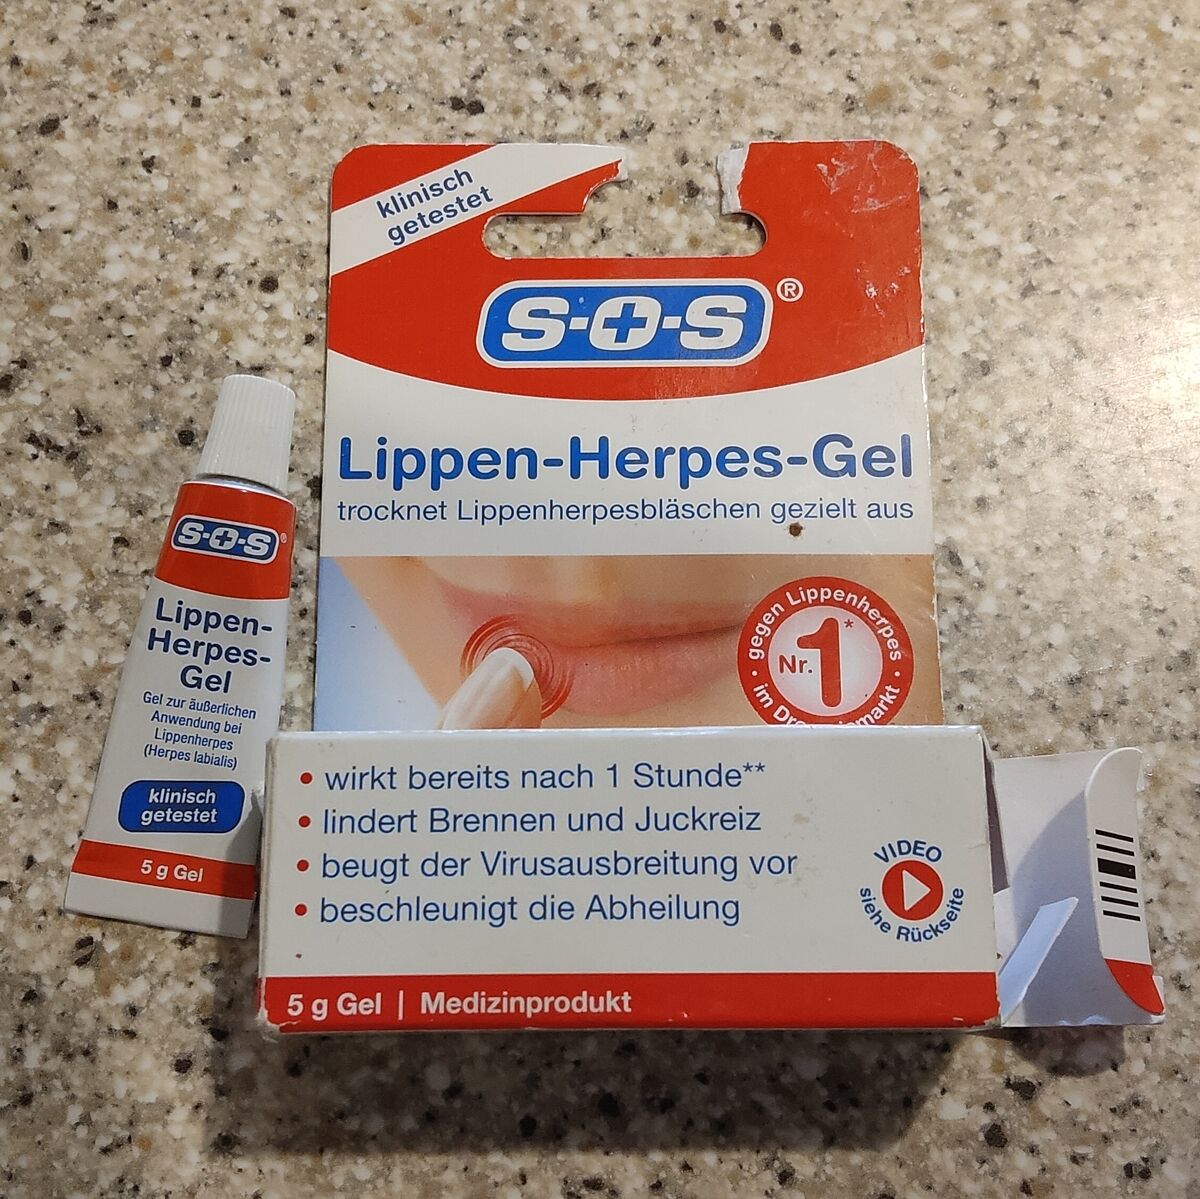 klinisch
getestet
S-O-S®
Lippen-Herpes-Gel
trocknet Lippenherpesbläschen gezielt aus
gegen Lippenherpes
Nr. 1*
im
wirkt bereits nach 1 Stunde**
lindert Brennen und Juckreiz
beugt der Virusausbreitung vor
beschleunigt die Abheilung
VIDEO
siehe Rückseite
5 g Gel | Medizinprodukt
S-O-S®
Lippen-
Herpes-
Gel
Gel zur äußerlichen
Anwendung bei
Lippenherpes
(Herpes labialis)
klinisch
getestet
5 g Gel